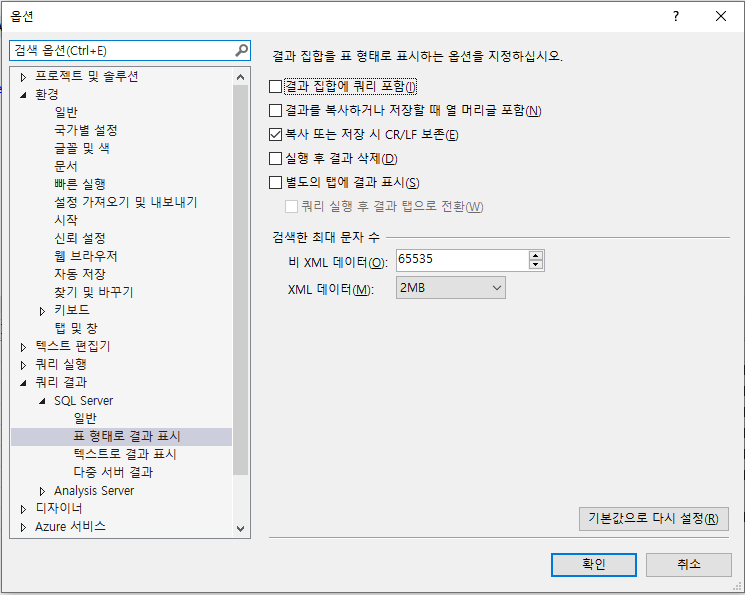 옵션
검색 옵션(Ctrl+E)
프로젝트 및 솔루션
환경
일반
국가별 설정
글꼴 및 색
문서
빠른 실행
설정 가져오기 및 내보내기
시작
신뢰 설정
웹 브라우저
자동 저장
찾기 및 바꾸기
키보드
탭 및 창
텍스트 편집기
쿼리 실행
쿼리 결과
SQL Server
일반
표 형태로 결과 표시
텍스트로 결과 표시
다중 서버 결과
Analysis Server
디자이너
Azure 서비스
결과 집합을 표 형태로 표시하는 옵션을 지정하십시오.
결과 집합에 쿼리 포함(I)
결과를 복사하거나 저장할 때 열 머리글 포함(N)
복사 또는 저장 시 CR/LF 보존(E)
실행 후 결과 삭제(D)
별도의 탭에 결과 표시(S)
쿼리 실행 후 결과 탭으로 전환(W)
검색한 최대 문자 수
비 XML 데이터(O): 65535
XML 데이터(M): 2MB
기본값으로 다시 설정(R)
확인 취소